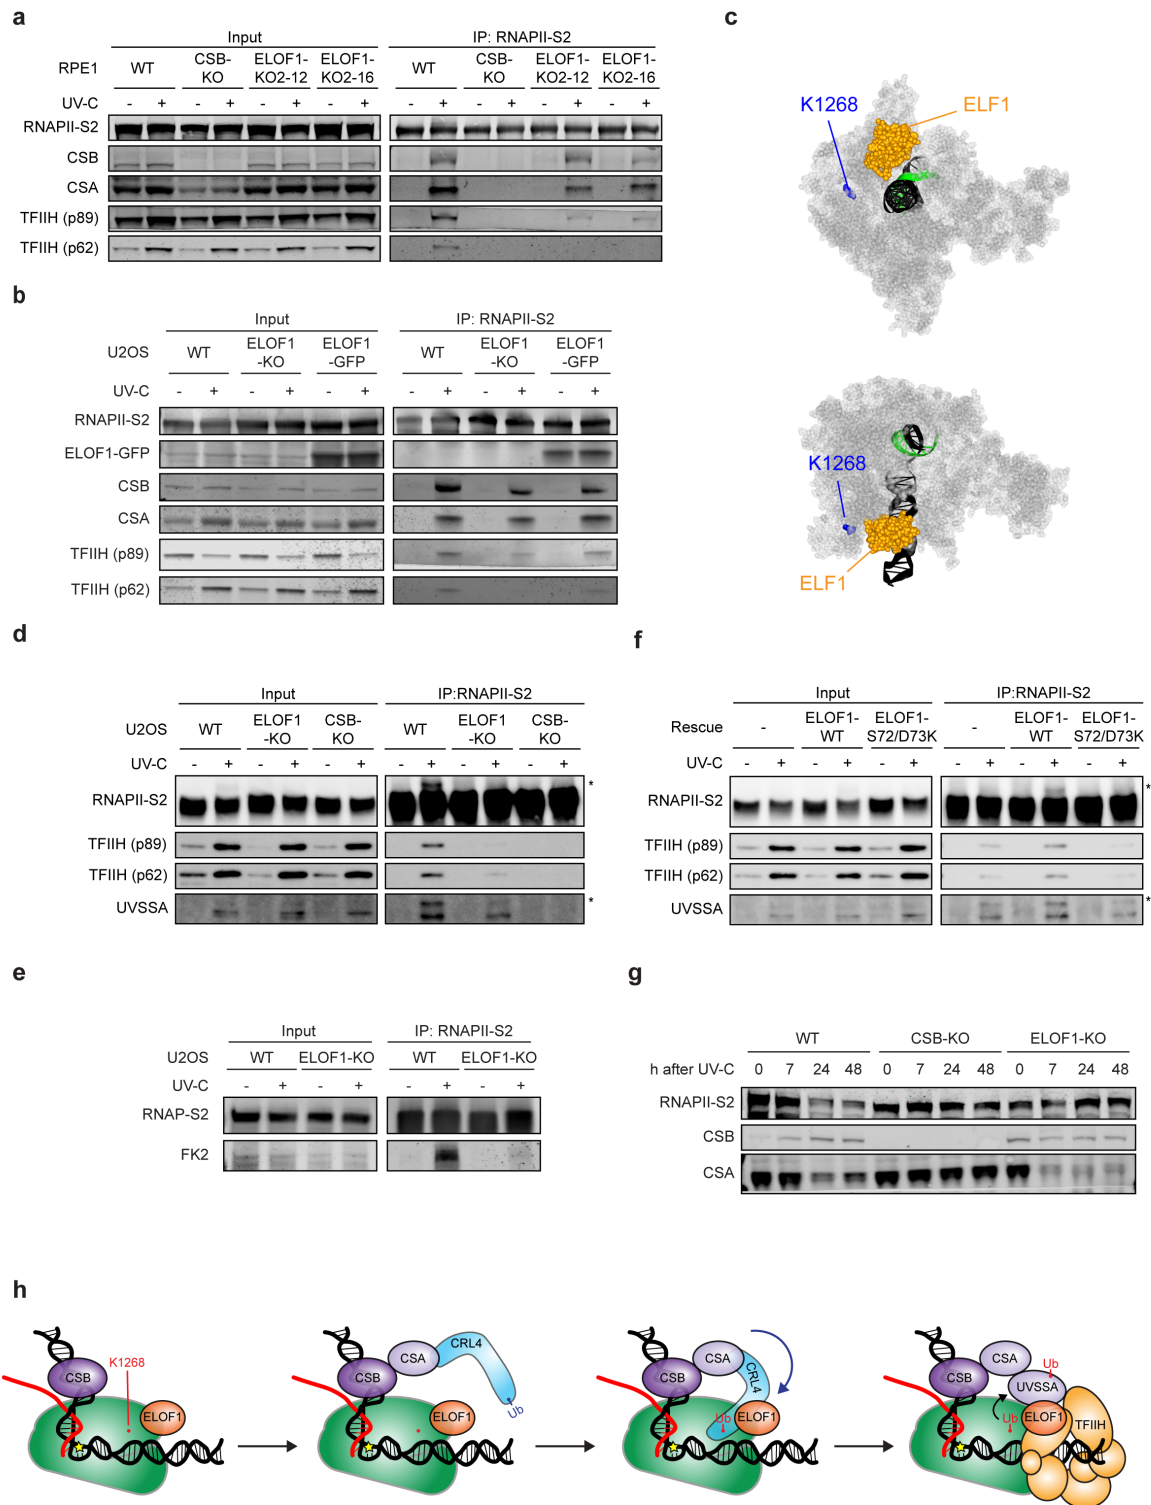 a
Input
IP: RNAPII-S2
RPE1
WT
CSB-
KO
ELOF1-
KO2-12
ELOF1-
KO2-16
WT
CSB-
KO
ELOF1-
KO2-12
ELOF1-
KO2-16
UV-C - + - + - + - + - + - + - + - +
RNAPII-S2
CSB
CSA
TFIIH (p89)
TFIIH (p62)
b
Input
IP: RNAPII-S2
U2OS
WT
ELOF1
-KO
ELOF1
-GFP
WT
ELOF1
-KO
ELOF1
-GFP
UV-C - + - + - + - + - + - +
RNAPII-S2
ELOF1-GFP
CSB
CSA
TFIIH (p89)
TFIIH (p62)
c
K1268
ELF1
K1268
ELF1
d
Input
IP:RNAPII-S2
U2OS
WT
ELOF1
-KO
CSB-
KO
WT
ELOF1
-KO
CSB-
KO
UV-C - + - + - + - + - + - +
RNAPII-S2
*
TFIIH (p89)
TFIIH (p62)
UVSSA
*
e
Input
IP: RNAPII-S2
U2OS
WT
ELOF1-KO
WT
ELOF1-KO
UV-C - + - + - + - +
RNAP-S2
FK2
f
Input
IP:RNAPII-S2
Rescue
-
ELOF1-
WT
ELOF1-
S72/D73K
-
ELOF1-
WT
ELOF1-
S72/D73K
UV-C - + - + - + - + - + - +
RNAPII-S2
*
TFIIH (p89)
TFIIH (p62)
UVSSA
*
g
WT
CSB-KO
ELOF1-KO
h after UV-C 0 7 24 48 0 7 24 48 0 7 24 48
RNAPII-S2
CSB
CSA
h
K1268
CSB
ELOF1
CSA
CRL4
CSB
Ub
ELOF1
CSA
CRL4
CSB
Ub
ELOF1
CSA
CSB
Ub
UVSSA
Ub
ELOF1
TFIIH